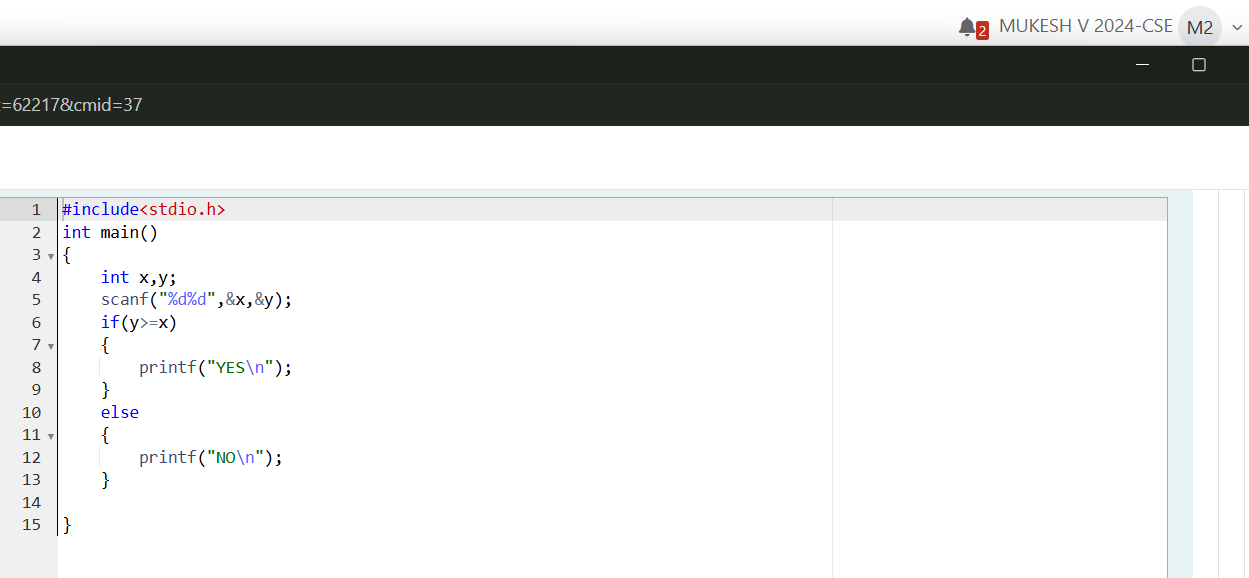 2 MUKESH V 2024-CSE M2
=62217&cmid=37
1 #include<stdio.h>
2 int main()
3 {
4     int x,y;
5     scanf("%d%d",&x,&y);
6     if(y>=x)
7     {
8         printf("YES\n");
9     }
10     else
11     {
12         printf("NO\n");
13     }
14
15 }